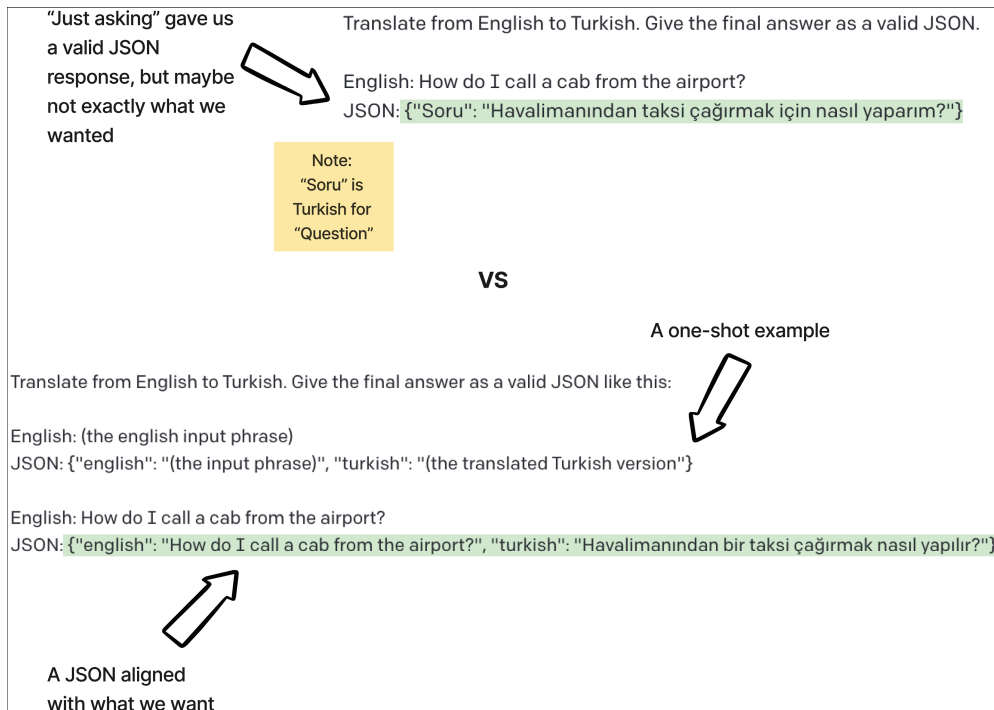 “Just asking” gave us
a valid JSON
response, but maybe
not exactly what we
wanted
Translate from English to Turkish. Give the final answer as a valid JSON.
English: How do I call a cab from the airport?
JSON: {"Soru": "Havalimanından taksi çağırmak için nasıl yaparım?"}
Note:
“Soru” is
Turkish for
“Question”
VS
A one-shot example
Translate from English to Turkish. Give the final answer as a valid JSON like this:
English: (the english input phrase)
JSON: {"english": "(the input phrase)", "turkish": "(the translated Turkish version"}
English: How do I call a cab from the airport?
JSON: {"english": "How do I call a cab from the airport?", "turkish": "Havalimanından bir taksi çağırmak nasıl yapılır?"}
A JSON aligned
with what we want